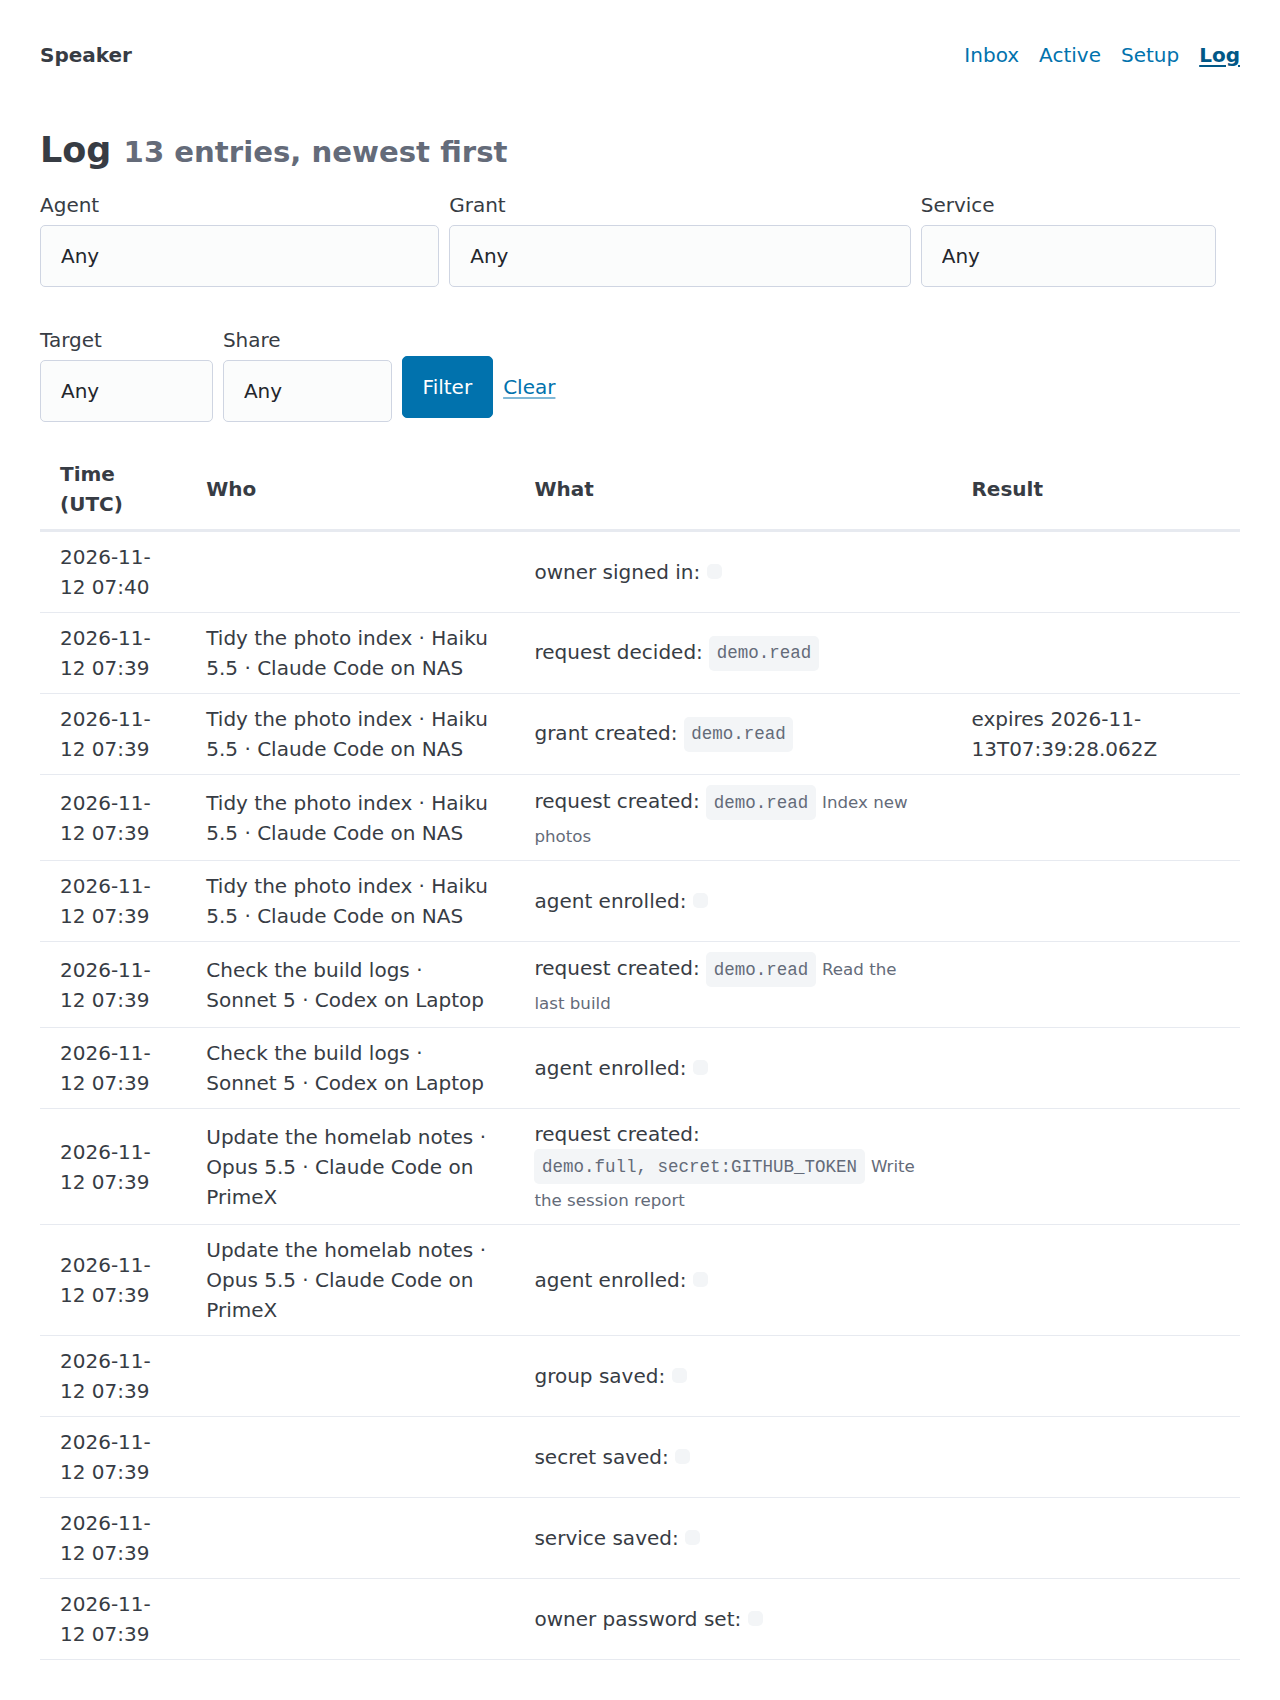 Speaker
Inbox Active Setup Log
Log 13 entries, newest first
Agent Grant Service
Any Any Any
Target Share
Any Any Filter Clear
Time
(UTC) Who What Result
2026-11-
12 07:40
owner signed in:
2026-11-
12 07:39
Tidy the photo index · Haiku
5.5 · Claude Code on NAS
request decided: demo.read
2026-11-
12 07:39
Tidy the photo index · Haiku
5.5 · Claude Code on NAS
grant created: demo.read
expires 2026-11-
13T07:39:28.062Z
2026-11-
12 07:39
Tidy the photo index · Haiku
5.5 · Claude Code on NAS
request created: demo.read Index new
photos
2026-11-
12 07:39
Tidy the photo index · Haiku
5.5 · Claude Code on NAS
agent enrolled:
2026-11-
12 07:39
Check the build logs ·
Sonnet 5 · Codex on Laptop
request created: demo.read Read the
last build
2026-11-
12 07:39
Check the build logs ·
Sonnet 5 · Codex on Laptop
agent enrolled:
2026-11-
12 07:39
Update the homelab notes ·
Opus 5.5 · Claude Code on
PrimeX
request created:
demo.full, secret:GITHUB_TOKEN Write
the session report
2026-11-
12 07:39
Update the homelab notes ·
Opus 5.5 · Claude Code on
PrimeX
agent enrolled:
2026-11-
12 07:39
group saved:
2026-11-
12 07:39
secret saved:
2026-11-
12 07:39
service saved:
2026-11-
12 07:39
owner password set: